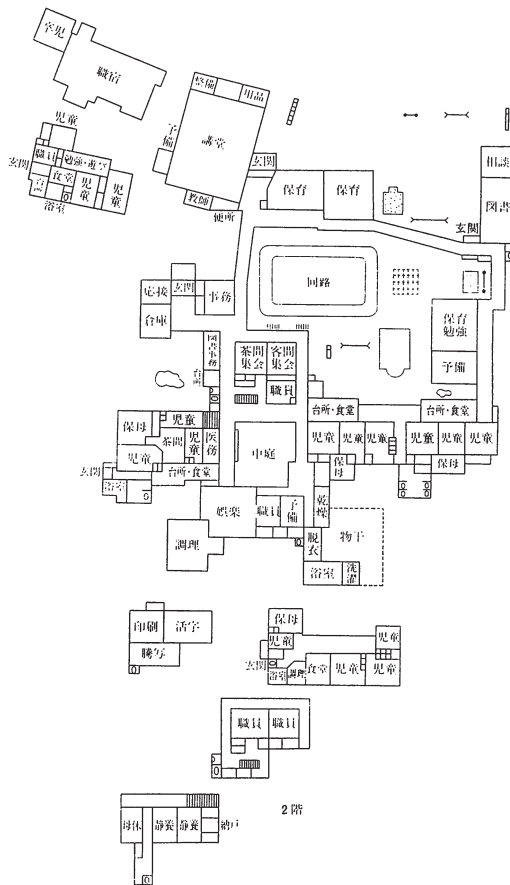 卒児
職宿
整備
用品
講堂
予備
教師
便所
玄関
保育
保育
相談
図書
玄関
児童
職員
勉強・遊戯
玄関
食堂
児童
児童
浴室
回路
保育
勉強
予備
応接
玄関
事務
倉庫
図書
事務
台所
茶間
集会
客間
集会
職員
台所・食堂
台所・食堂
児童
児童
児童
児童
児童
児童
保母
保母
保母
児童
茶間
児童
医務
児童
台所・食堂
玄関
浴室
中庭
娯楽
職員
予備
乾燥
物干
脱衣
調理
浴室
洗濯
印刷
活字
謄写
保母
児童
児童
玄関
浴室
調理
食堂
児童
児童
職員
職員
2階
母休
静養
静養
納戸